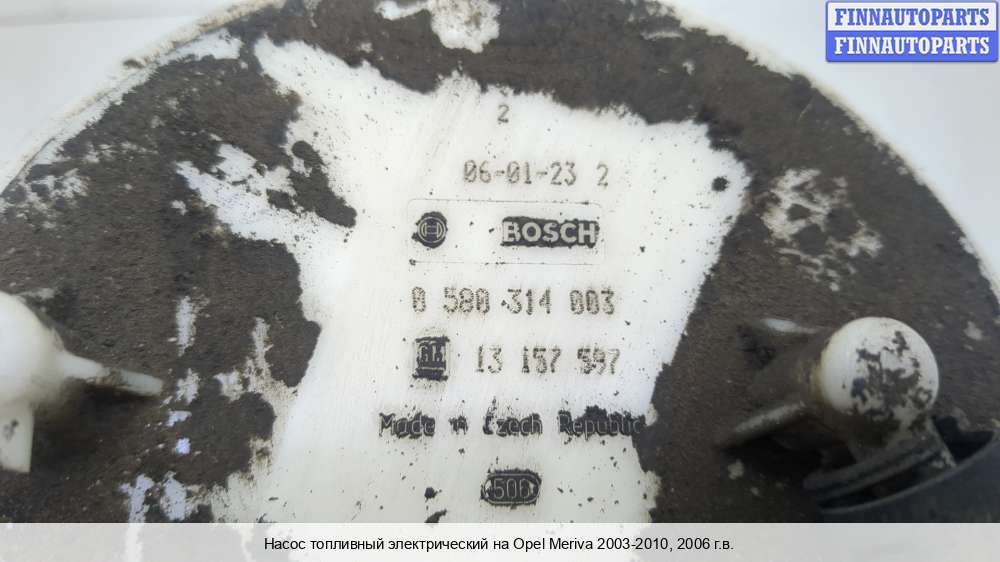 FINNAUTOPARTS
FINNAUTOPARTS
2
06-01-23 2
BOSCH
0 580 314 003
GM 13 157 597
Made in Czech Republic
500
Насос топливный электрический на Opel Meriva 2003-2010, 2006 г.в.